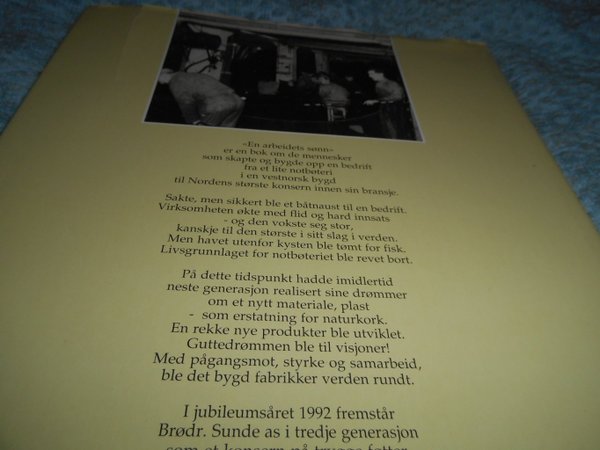 «En arbeidets sønn»
er en bok om de mennesker
som skapte og bygde opp en bedrift
fra et lite notbøteri
i en vestnorsk bygd
til Nordens største konsern innen sin bransje.
Sakte, men sikkert ble et båtnaust til en bedrift.
Virksomheten økte med flid og hard innsats
- og den vokste seg stor,
kanskje til den største i sitt slag i verden.
Men havet utenfor kysten ble tømt for fisk.
Livsgrunnlaget for notbøteriet ble revet bort.
På dette tidspunkt hadde imidlertid
neste generasjon realisert sine drømmer
om et nytt materiale, plast
- som erstatning for naturkork.
En rekke nye produkter ble utviklet.
Guttedrømmen ble til visjoner!
Med pågangsmot, styrke og samarbeid,
ble det bygd fabrikker verden rundt.
I jubileumsåret 1992 fremstår
Brødr. Sunde as i tredje generasjon
som et konsern på trygge føtter